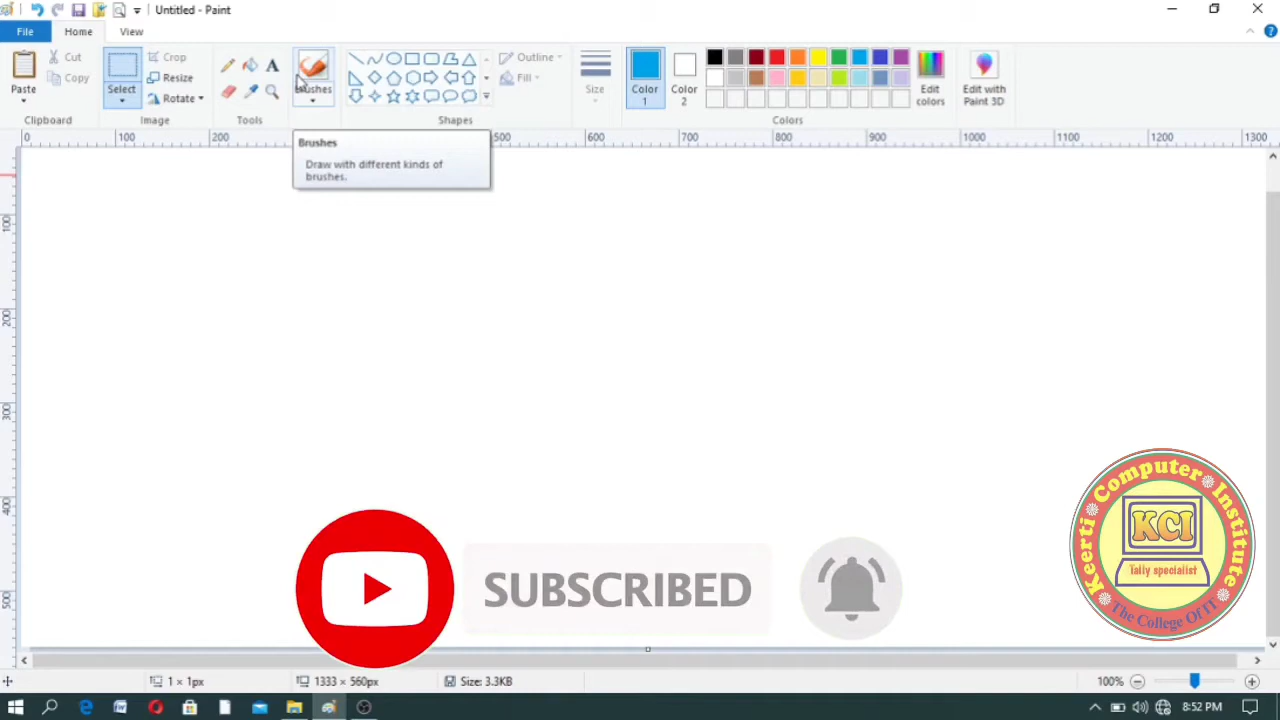 Untitled - Paint
File
Home
View
Paste
Cut
Copy
Clipboard
Select
Crop
Resize
Rotate
Image
A
Tools
Brushes
Outline
Fill
Shapes
Size
Color
1
Color
2
Edit
colors
Edit with
Paint 3D
Colors
0
100
200
500
600
700
800
900
1000
1100
1200
1300
Brushes
Draw with different kinds of
brushes.
100
200
300
400
500
SUBSCRIBED
Keerti Computer Institute
KCI
Tally specialist
The College Of IT
1 × 1px
1333 × 560px
Size: 3.3KB
100%
8:52 PM